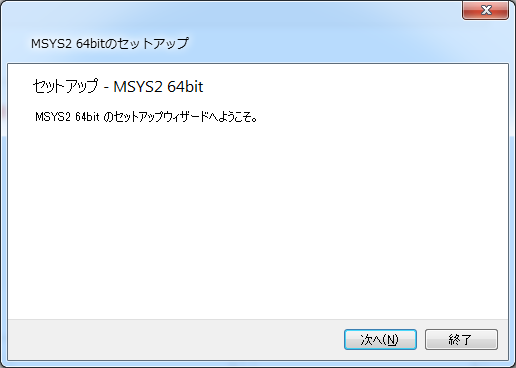 MSYS2 64bitのセットアップ
セットアップ - MSYS2 64bit
MSYS2 64bit のセットアップウィザードへようこそ。
次へ(N)
終了